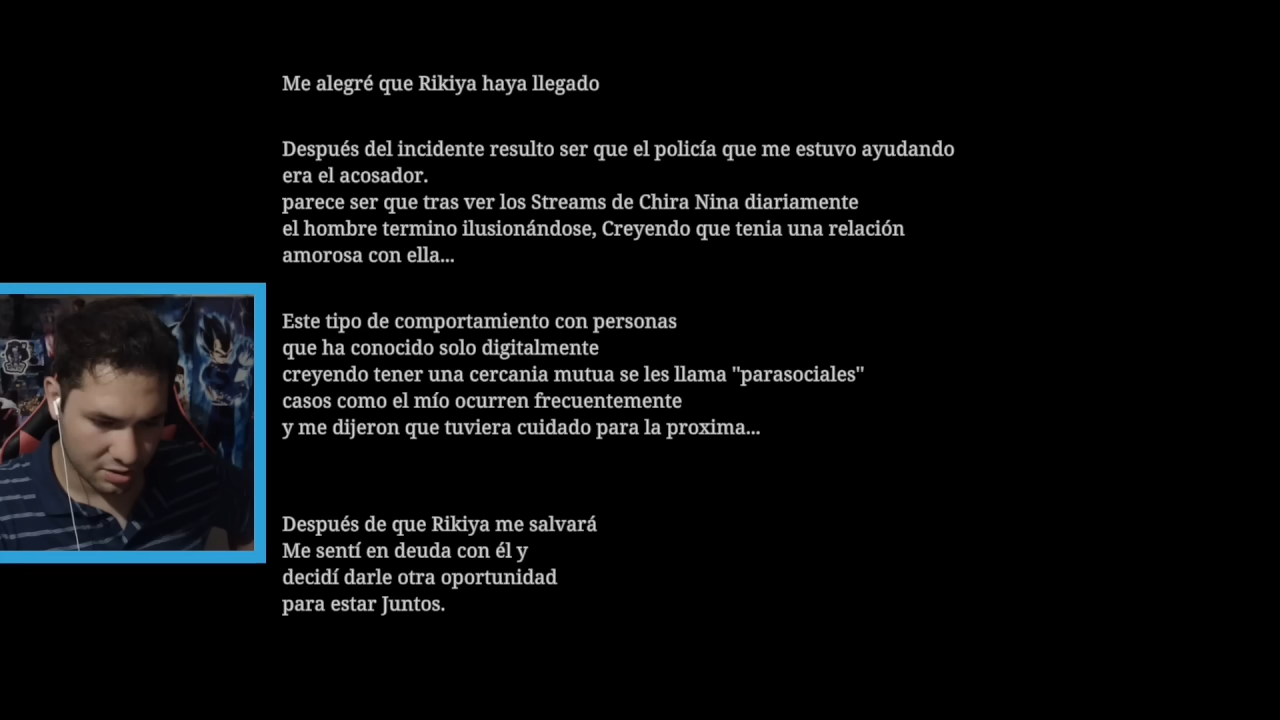 Me alegré que Rikiya haya llegado
Después del incidente resulto ser que el policía que me estuvo ayudando
era el acosador.
parece ser que tras ver los Streams de Chira Nina diariamente
el hombre termino ilusionándose, Creyendo que tenia una relación
amorosa con ella...
Este tipo de comportamiento con personas
que ha conocido solo digitalmente
creyendo tener una cercania mutua se les llama "parasociales"
casos como el mío ocurren frecuentemente
y me dijeron que tuviera cuidado para la proxima...
Después de que Rikiya me salvará
Me sentí en deuda con él y
decidí darle otra oportunidad
para estar Juntos.